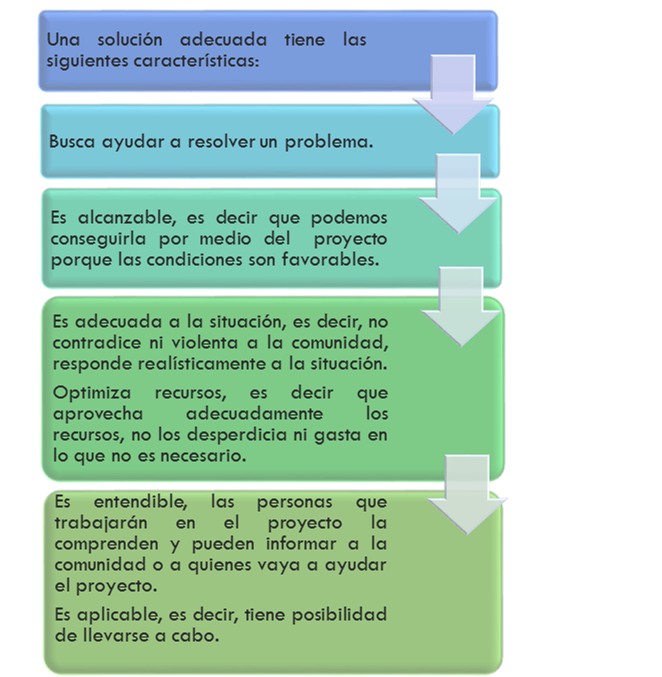 Una solución adecuada tiene las
siguientes características:
Busca ayudar a resolver un problema.
Es alcanzable, es decir que podemos
conseguirla por medio del proyecto
porque las condiciones son favorables.
Es adecuada a la situación, es decir, no
contradice ni violenta a la comunidad,
responde realísticamente a la situación.
Optimiza recursos, es decir que
aprovecha adecuadamente los
recursos, no los desperdicia ni gasta en
lo que no es necesario.
Es entendible, las personas que
trabajarán en el proyecto la
comprenden y pueden informar a la
comunidad o a quienes vaya a ayudar
el proyecto.
Es aplicable, es decir, tiene posibilidad
de llevarse a cabo.